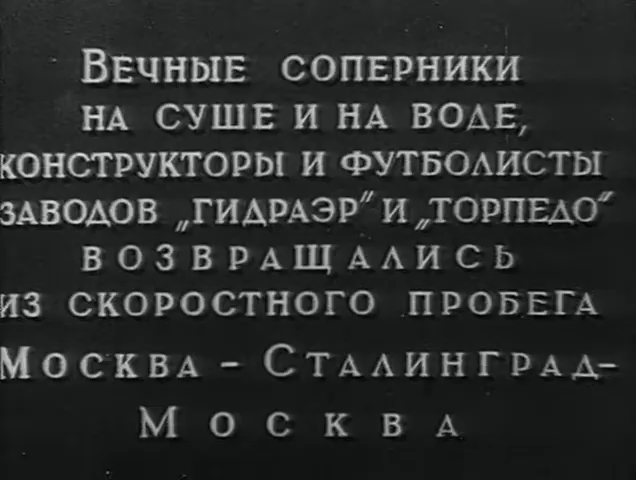 Вечные соперники
на суше и на воде,
конструкторы и футболисты
заводов „Гидраэр“ и „Торпедо“
возвращались
из скоростного пробега
Москва – Сталинград–
Москва